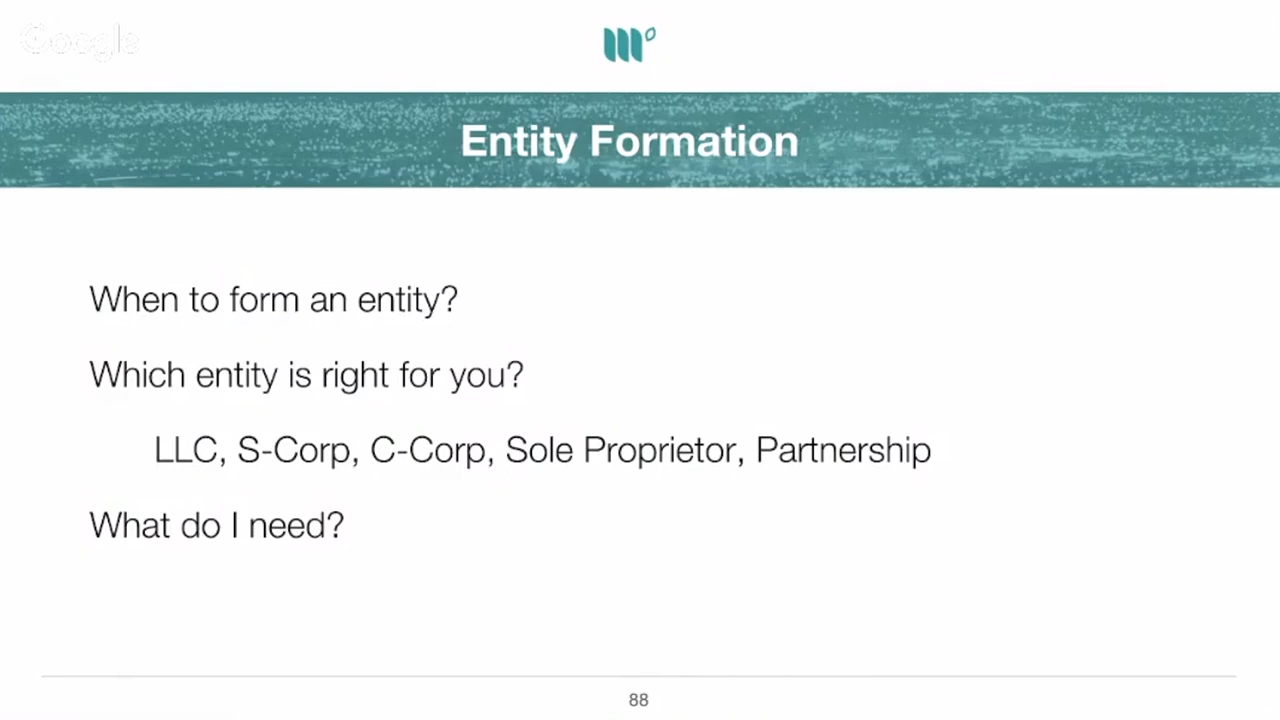 Google
Entity Formation
When to form an entity?
Which entity is right for you?
LLC, S-Corp, C-Corp, Sole Proprietor, Partnership
What do I need?
88